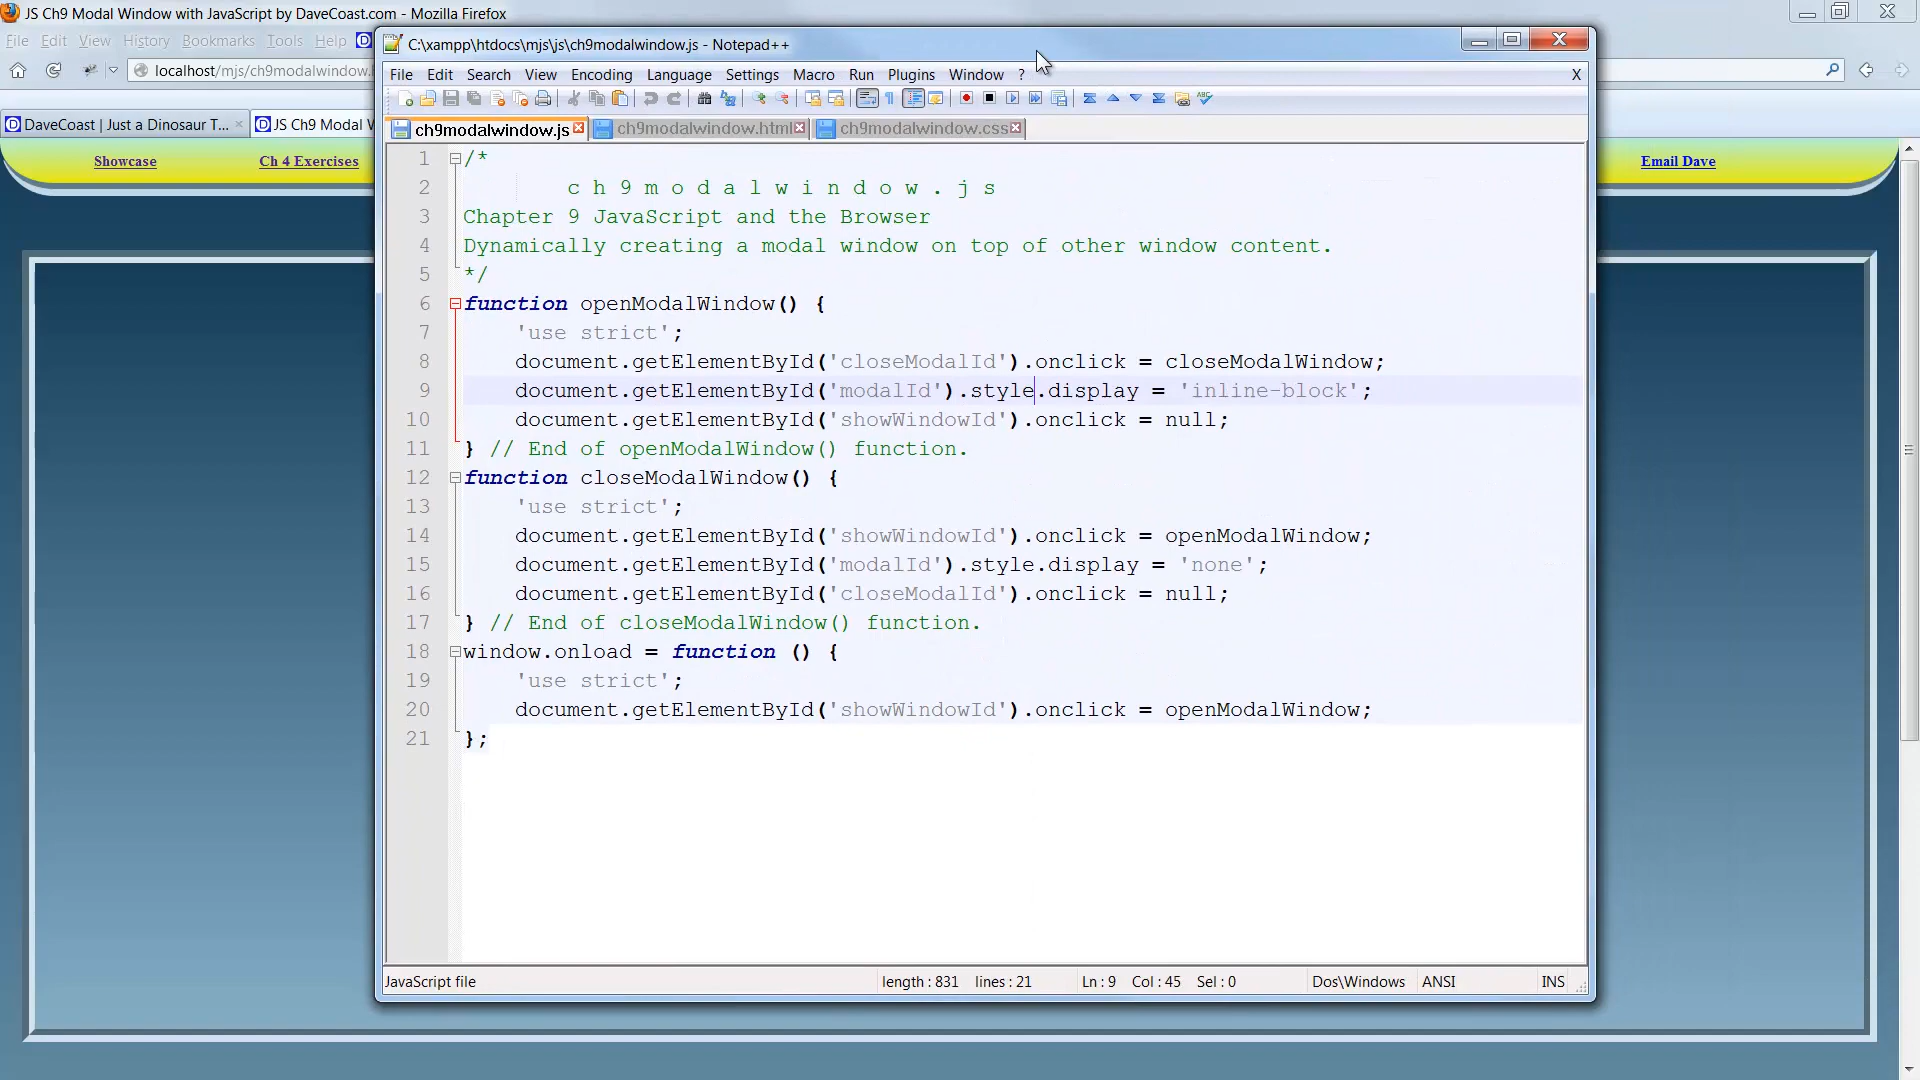 JS Ch9 Modal Window with JavaScript by DaveCoast.com - Mozilla Firefox
File Edit View History Bookmarks Tools Help
localhost/mjs/ch9modalwindow.
DaveCoast | Just a Dinosaur T...
JS Ch9 Modal W
Showcase
Ch 4 Exercises
Email Dave
C:\xampp\htdocs\mjs\js\ch9modalwindow.js - Notepad++
File Edit Search View Encoding Language Settings Macro Run Plugins Window ? X
ch9modalwindow.js
ch9modalwindow.html
ch9modalwindow.css
1 /*
2 c h 9 m o d a l w i n d o w . j s
3 Chapter 9 JavaScript and the Browser
4 Dynamically creating a modal window on top of other window content.
5 */
6 function openModalWindow() {
7 'use strict';
8 document.getElementById('closeModalId').onclick = closeModalWindow;
9 document.getElementById('modalId').style.display = 'inline-block';
10 document.getElementById('showWindowId').onclick = null;
11 } // End of openModalWindow() function.
12 function closeModalWindow() {
13 'use strict';
14 document.getElementById('showWindowId').onclick = openModalWindow;
15 document.getElementById('modalId').style.display = 'none';
16 document.getElementById('closeModalId').onclick = null;
17 } // End of closeModalWindow() function.
18 window.onload = function () {
19 'use strict';
20 document.getElementById('showWindowId').onclick = openModalWindow;
21 };
JavaScript file length : 831 lines : 21 Ln : 9 Col : 45 Sel : 0 Dos\Windows ANSI INS